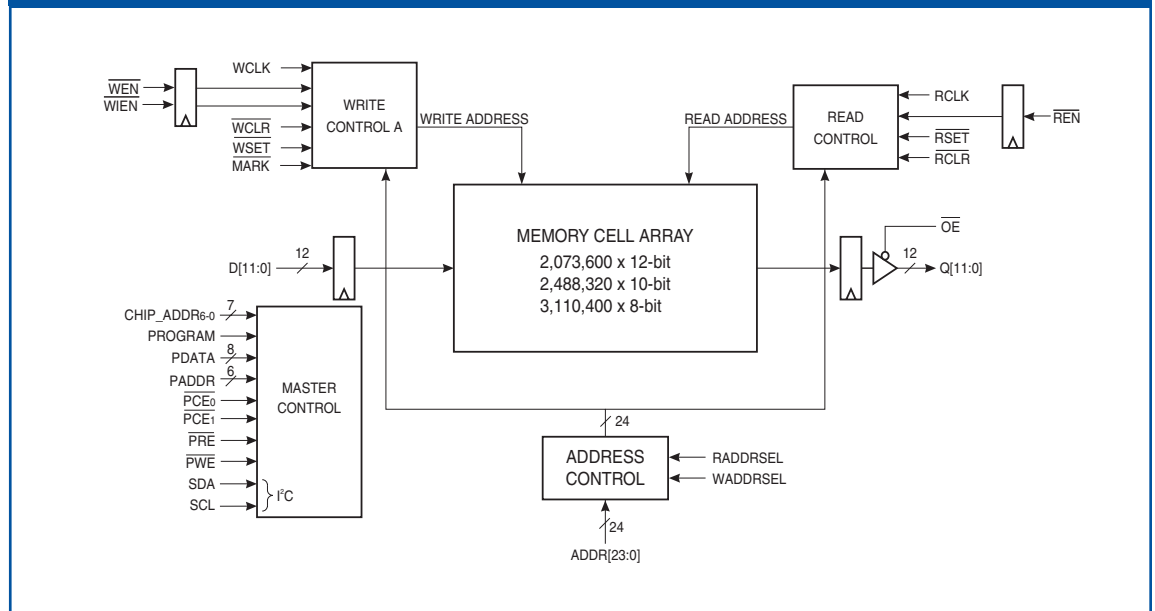 WCLK
WEN
WIEN
WCLR
WSET
MARK
WRITE
CONTROL A
WRITE ADDRESS
READ ADDRESS
READ
CONTROL
RCLK
REN
RSET
RCLR
MEMORY CELL ARRAY
2,073,600 x 12-bit
2,488,320 x 10-bit
3,110,400 x 8-bit
D[11:0]
12
OE
12
Q[11:0]
CHIP_ADDR6-0
7
PROGRAM
PDATA
8
PADDR
6
PCE0
PCE1
PRE
PWE
SDA
SCL
I²C
MASTER
CONTROL
24
ADDRESS
CONTROL
RADDRSEL
WADDRSEL
24
ADDR[23:0]